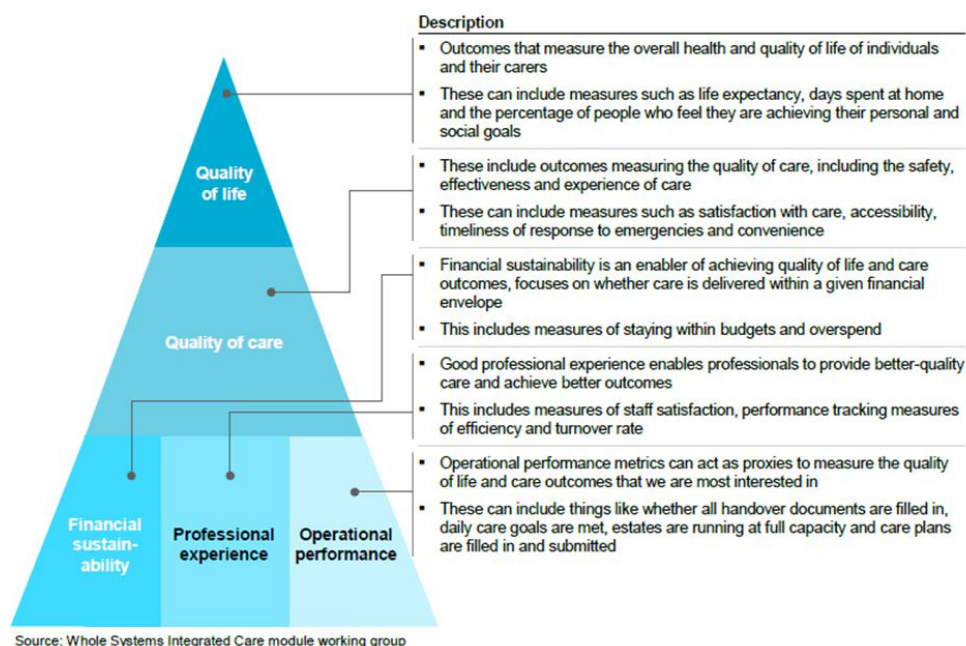 Description
▪ Outcomes that measure the overall health and quality of life of individuals
and their carers
▪ These can include measures such as life expectancy, days spent at home
and the percentage of people who feel they are achieving their personal and
social goals
▪ These include outcomes measuring the quality of care, including the safety,
effectiveness and experience of care
▪ These can include measures such as satisfaction with care, accessibility,
timeliness of response to emergencies and convenience
▪ Financial sustainability is an enabler of achieving quality of life and care
outcomes, focuses on whether care is delivered within a given financial
envelope
▪ This includes measures of staying within budgets and overspend
▪ Good professional experience enables professionals to provide better-quality
care and achieve better outcomes
▪ This includes measures of staff satisfaction, performance tracking measures
of efficiency and turnover rate
▪ Operational performance metrics can act as proxies to measure the quality
of life and care outcomes that we are most interested in
▪ These can include things like whether all handover documents are filled in,
daily care goals are met, estates are running at full capacity and care plans
are filled in and submitted
Quality
of life
Quality of care
Financial
sustain-
ability
Professional
experience
Operational
performance
Source: Whole Systems Integrated Care module working group